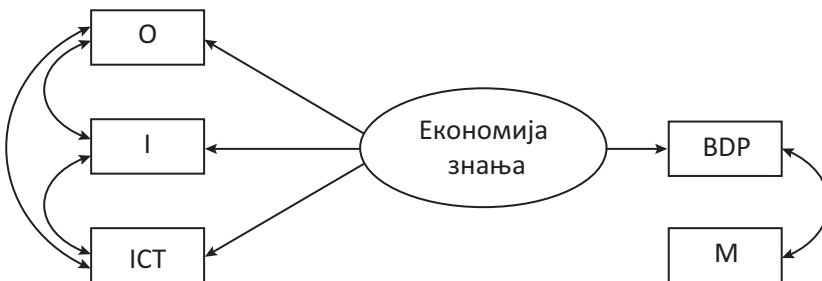 O
I
ICT
Економија
знања
BDP
M